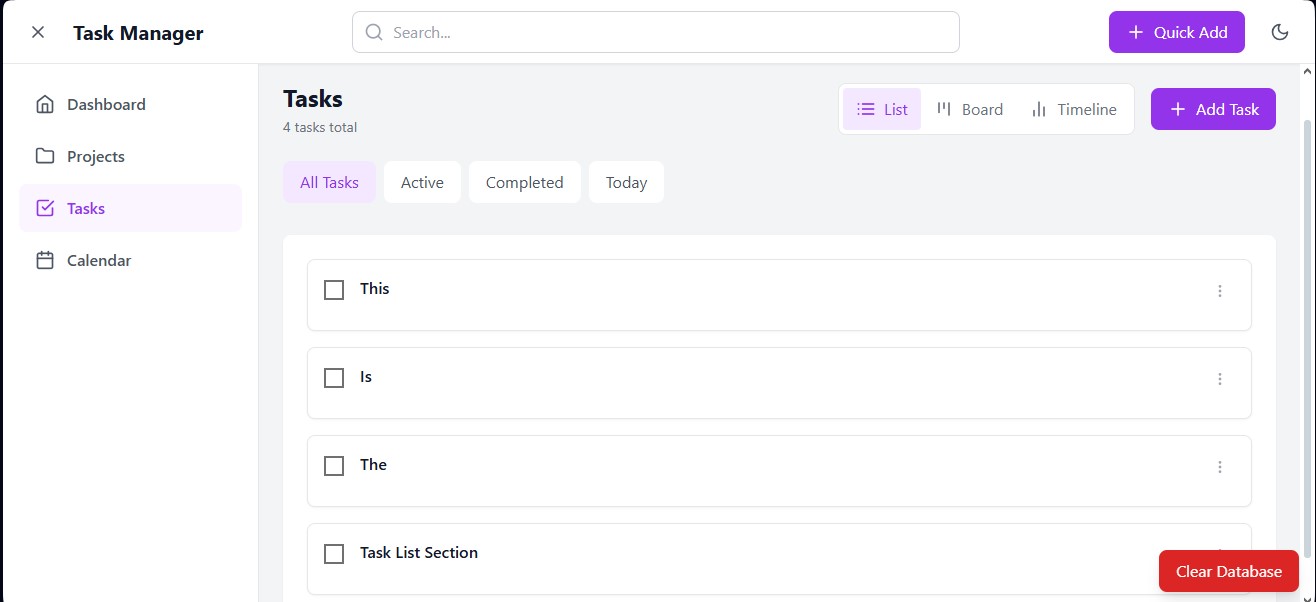 Task Manager
Search...
Quick Add
Dashboard
Projects
Tasks
Calendar
Tasks
4 tasks total
List
Board
Timeline
Add Task
All Tasks
Active
Completed
Today
This
Is
The
Task List Section
Clear Database